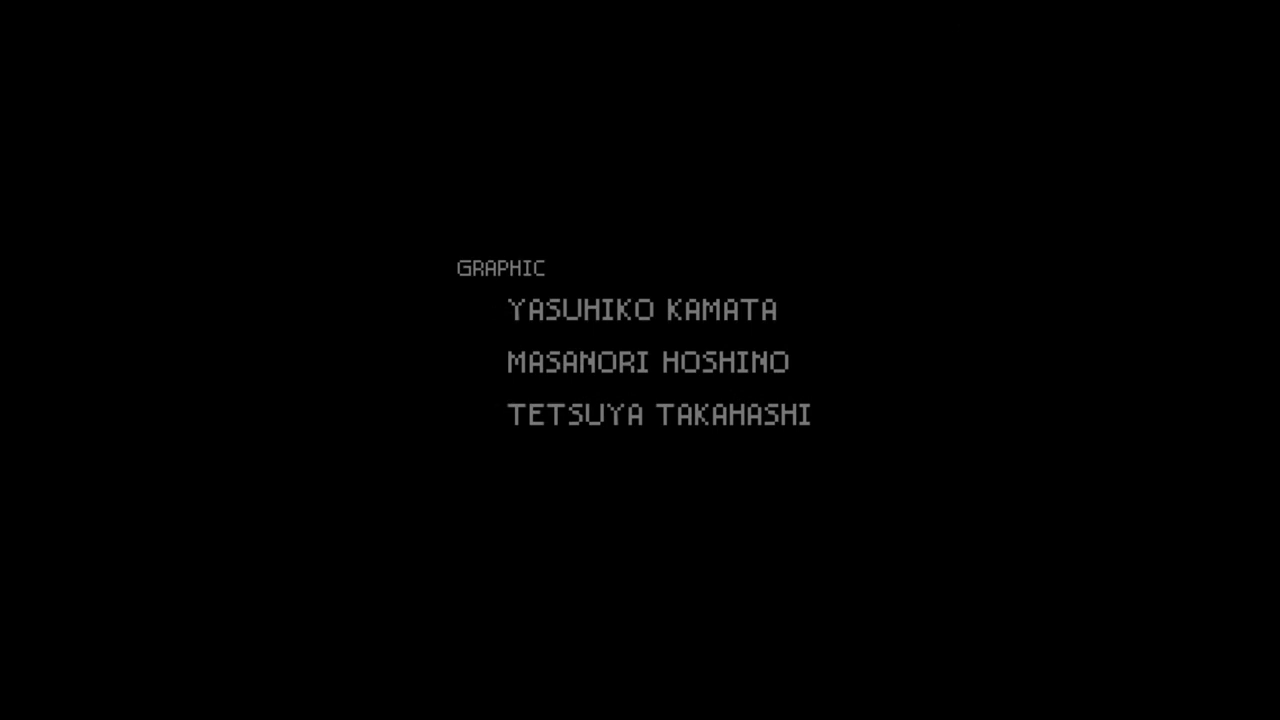 GRAPHIC
YASUHIKO KAMATA
MASANORI HOSHINO
TETSUYA TAKAHASHI